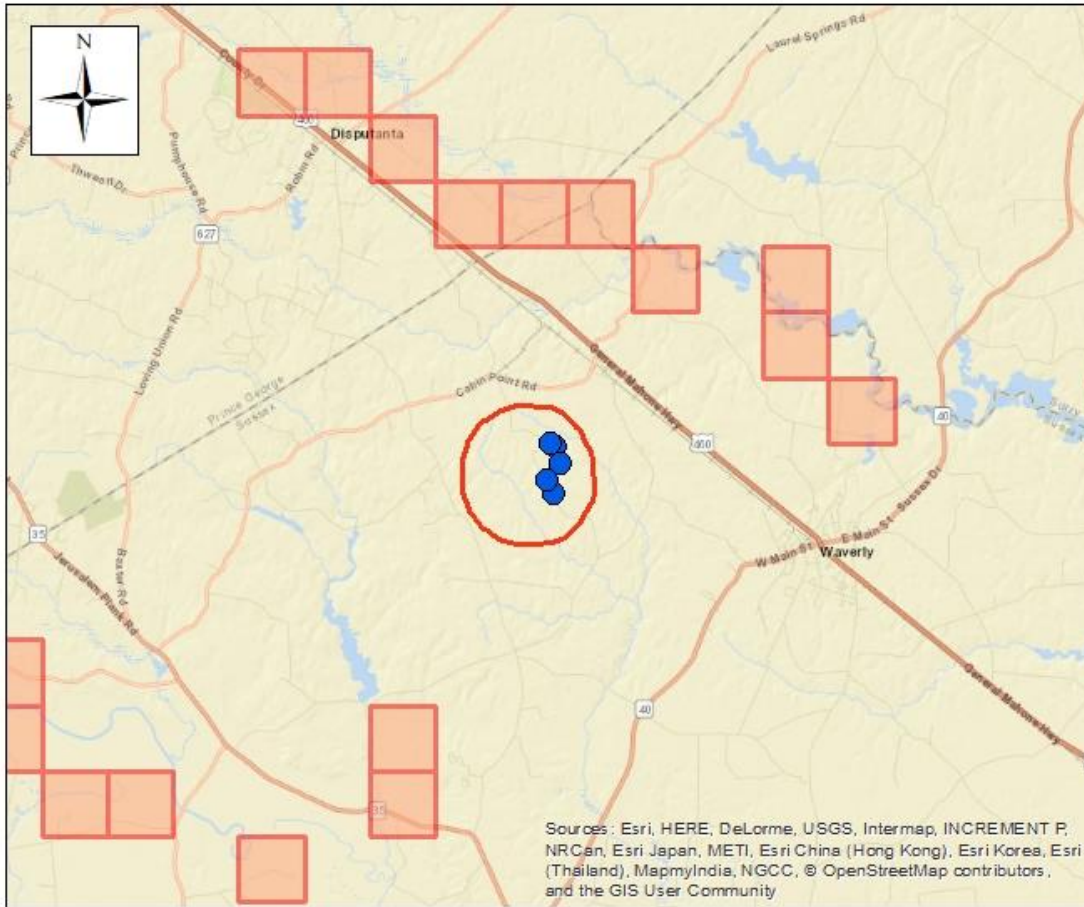 N
Laurel Springs Rd
County Dr
460
Disputanta
Robin Rd
Pumphouse Rd
Thweatt Dr
Rd
627
Loving Union Rd
Prince George
Sussex
Cabin Point Rd
General Mahone Hwy
460
40
35
Jerusalem Plank Rd
Baxter Rd
W Main St
E Main St
Sussex Dr
Waverly
General Mahone Hwy
40
35
Sources: Esri, HERE, DeLorme, USGS, Intermap, INCREMENT P,
NRCan, Esri Japan, METI, Esri China (Hong Kong), Esri Korea, Esri
(Thailand), MapmyIndia, NGCC, © OpenStreetMap contributors,
and the GIS User Community